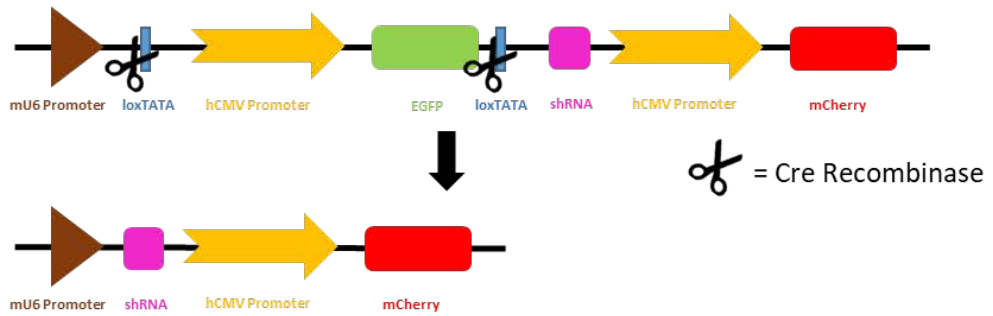 mU6 Promoter loxTATA hCMV Promoter EGFP loxTATA shRNA hCMV Promoter mCherry
= Cre Recombinase
mU6 Promoter shRNA hCMV Promoter mCherry